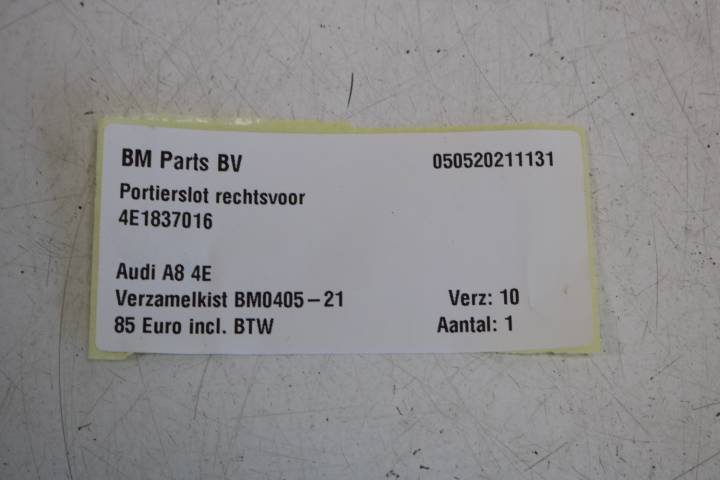 BM Parts BV 050520211131
Portierslot rechtsvoor
4E1837016
Audi A8 4E
Verzamelkist BM0405-21 Verz: 10
85 Euro incl. BTW Aantal: 1